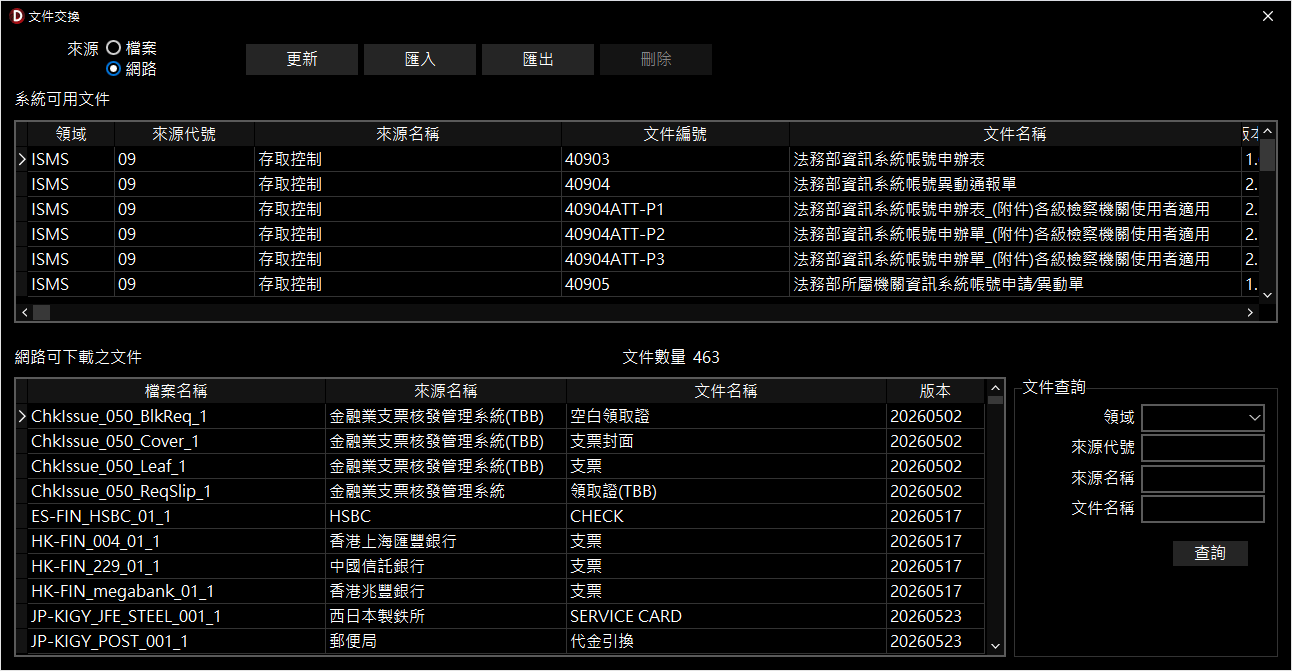 D 文件交換
來源 檔案
網路
更新 匯入 匯出 刪除
系統可用文件
領域 來源代號 來源名稱 文件編號 文件名稱 版本
ISMS 09 存取控制 40903 法務部資訊系統帳號申辦表 1.
ISMS 09 存取控制 40904 法務部資訊系統帳號異動通報單 2.
ISMS 09 存取控制 40904ATT-P1 法務部資訊系統帳號申辦表_(附件)各級檢察機關使用者適用 2.
ISMS 09 存取控制 40904ATT-P2 法務部資訊系統帳號申辦單_(附件)各級檢察機關使用者適用 2.
ISMS 09 存取控制 40904ATT-P3 法務部資訊系統帳號申辦單_(附件)各級檢察機關使用者適用 2.
ISMS 09 存取控制 40905 法務部所屬機關資訊系統帳號申請/異動單 1.
網路可下載之文件 文件數量 463
檔案名稱 來源名稱 文件名稱 版本
ChkIssue_050_BlkReq_1 金融業支票核發管理系統(TBB) 空白領取證 20260502
ChkIssue_050_Cover_1 金融業支票核發管理系統(TBB) 支票封面 20260502
ChkIssue_050_Leaf_1 金融業支票核發管理系統(TBB) 支票 20260502
ChkIssue_050_ReqSlip_1 金融業支票核發管理系統 領取證(TBB) 20260502
ES-FIN_HSBC_01_1 HSBC CHECK 20260517
HK-FIN_004_01_1 香港上海匯豐銀行 支票 20260517
HK-FIN_229_01_1 中國信託銀行 支票 20260517
HK-FIN_megabank_01_1 香港兆豐銀行 支票 20260517
JP-KIGY_JFE_STEEL_001_1 西日本製鉄所 SERVICE CARD 20260523
JP-KIGY_POST_001_1 郵便局 代金引換 20260523
文件查詢
領域
來源代號
來源名稱
文件名稱
查詢